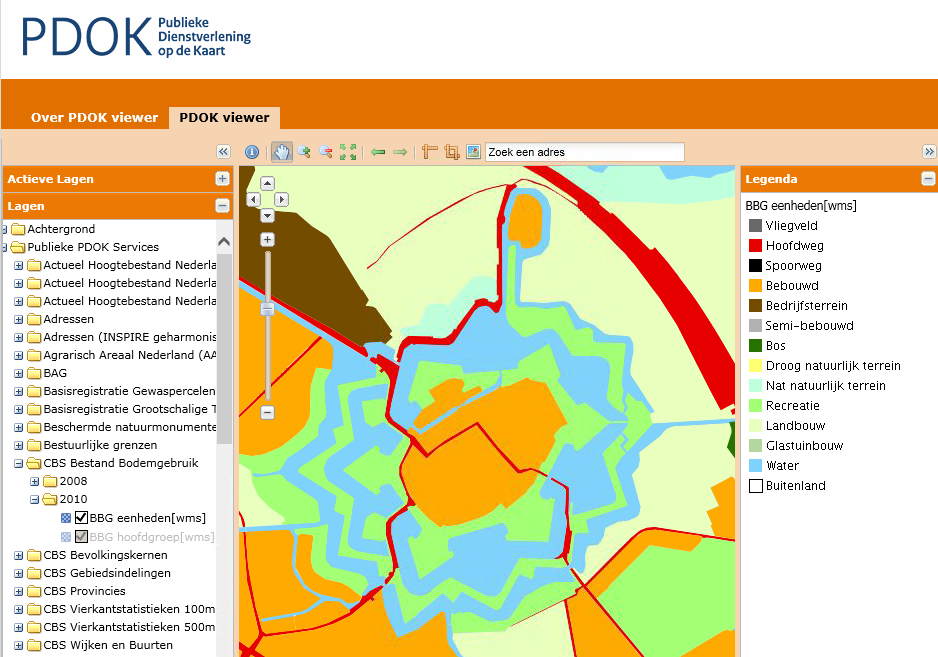 PDOK
Publieke
Dienstverlening
op de Kaart
Over PDOK viewer
PDOK viewer
Zoek een adres
Actieve Lagen
Lagen
Achtergrond
Publieke PDOK Services
Actueel Hoogtebestand Nederla
Actueel Hoogtebestand Nederla
Actueel Hoogtebestand Nederla
Adressen
Adressen (INSPIRE geharmonis
Agrarisch Areaal Nederland (AA
BAG
Basisregistratie Gewaspercelen
Basisregistratie Grootschalige T
Beschermde natuurmonumente
Bestuurlijke grenzen
CBS Bestand Bodemgebruik
2008
2010
BBG eenheden[wms]
BBG hoofdgroep[wms]
CBS Bevolkingskernen
CBS Gebiedsindelingen
CBS Provincies
CBS Vierkantstatistieken 100m
CBS Vierkantstatistieken 500m
CBS Wijken en Buurten
Legenda
BBG eenheden[wms]
Vliegveld
Hoofdweg
Spoorweg
Bebouwd
Bedrijfsterrein
Semi-bebouwd
Bos
Droog natuurlijk terrein
Nat natuurlijk terrein
Recreatie
Landbouw
Glastuinbouw
Water
Buitenland